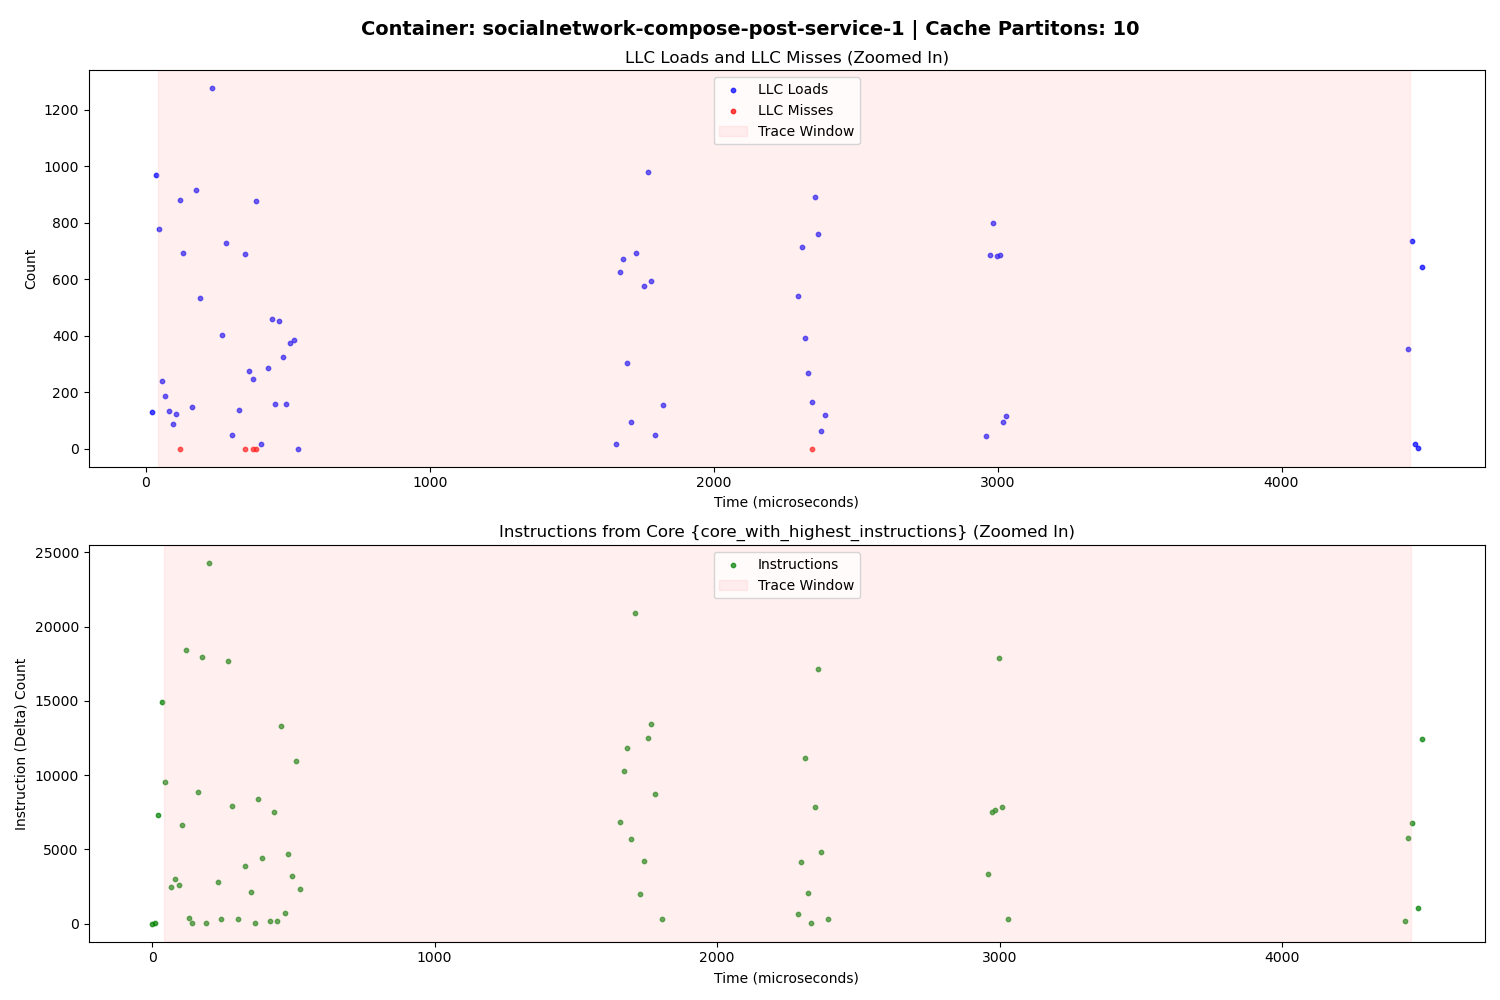 Container: socialnetwork-compose-post-service-1 | Cache Partitons: 10
LLC Loads and LLC Misses (Zoomed In)
LLC Loads
LLC Misses
Trace Window
Count
1200
1000
800
600
400
200
0
0 1000 2000 3000 4000
Time (microseconds)
Instructions from Core {core_with_highest_instructions} (Zoomed In)
Instructions
Trace Window
Instruction (Delta) Count
25000
20000
15000
10000
5000
0
0 1000 2000 3000 4000
Time (microseconds)